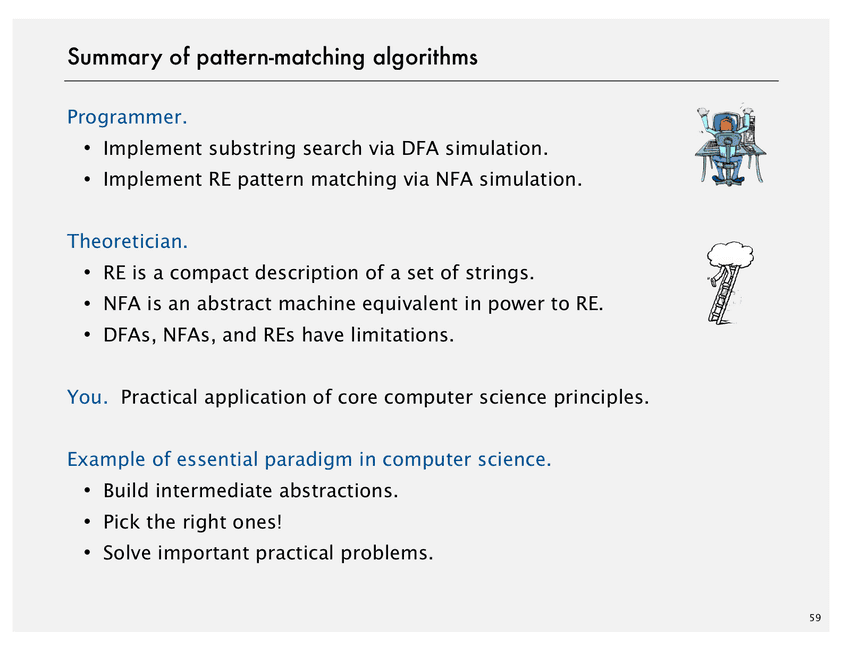 Summary of pattern-matching algorithms
Programmer.
• Implement substring search via DFA simulation.
• Implement RE pattern matching via NFA simulation.
Theoretician.
• RE is a compact description of a set of strings.
• NFA is an abstract machine equivalent in power to RE.
• DFAs, NFAs, and REs have limitations.
You. Practical application of core computer science principles.
Example of essential paradigm in computer science.
• Build intermediate abstractions.
• Pick the right ones!
• Solve important practical problems.
59